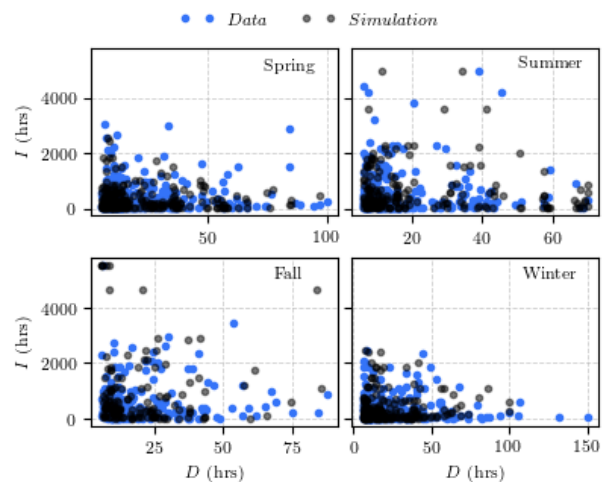 Data Simulation
Spring
I (hrs)
4000
2000
0
50 100
Summer
20 40 60
Fall
I (hrs)
4000
2000
0
25 50 75
D (hrs)
Winter
0 50 100 150
D (hrs)